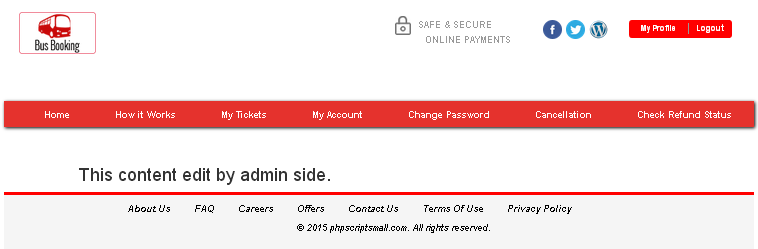 Bus Booking
SAFE & SECURE
ONLINE PAYMENTS
f
My Profile | Logout
Home How it Works My Tickets My Account Change Password Cancellation Check Refund Status
This content edit by admin side.
About Us FAQ Careers Offers Contact Us Terms Of Use Privacy Policy
© 2015 phpscriptsmall.com. All rights reserved.